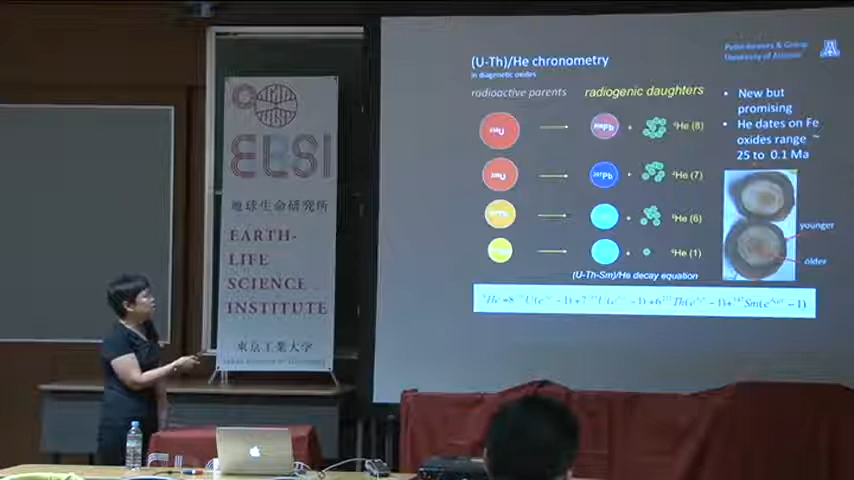 ELSI
地球生命研究所
EARTH-
LIFE
SCIENCE
INSTITUTE
東京工業大学
(U-Th)/He chronometry
in diagenetic oxides
radioactive parents
radiogenic daughters
+ ⁴He (8)
+ ⁴He (7)
+ ⁴He (6)
+ ⁴He (1)
(U-Th-Sm)/He decay equation
University of Arizona
• New but
promising
• He dates on Fe
oxides range ~
25 to 0.1 Ma
younger
older